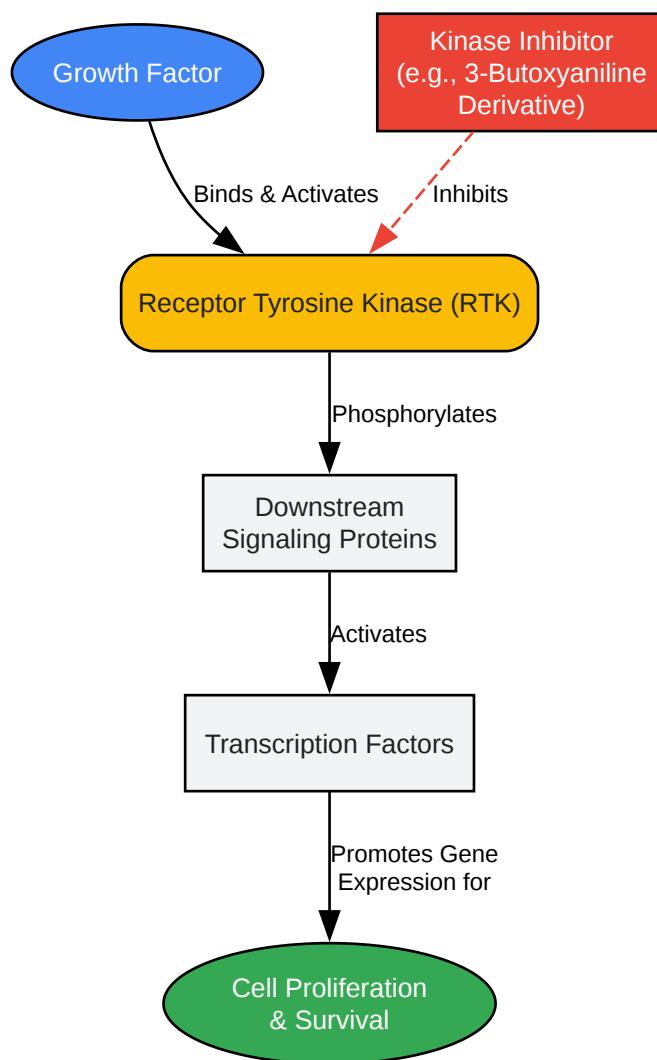 Growth Factor
Kinase Inhibitor
(e.g., 3-Butoxyaniline
Derivative)
Binds & Activates
Inhibits
Receptor Tyrosine Kinase (RTK)
Phosphorylates
Downstream
Signaling Proteins
Activates
Transcription Factors
Promotes Gene
Expression for
Cell Proliferation
& Survival